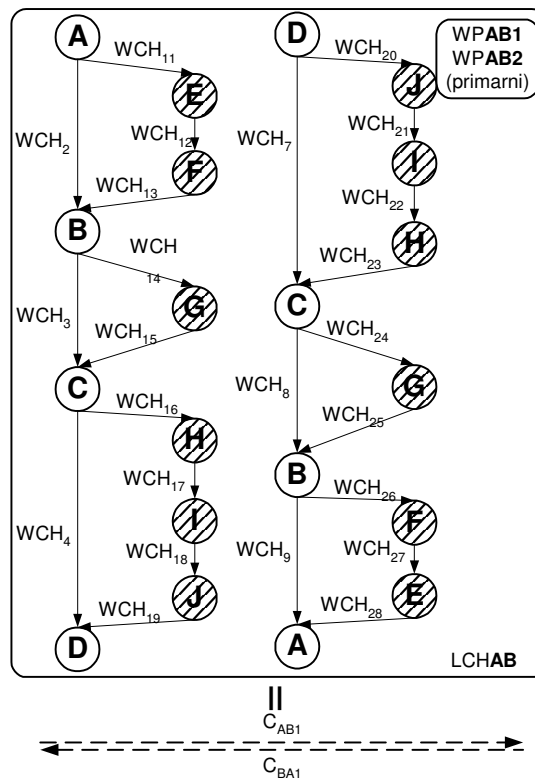 A
D
WPAB1
WPAB2
(primarni)
WCH11
WCH20
E
J
WCH2
WCH12
WCH7
WCH21
F
I
WCH13
WCH22
B
H
WCH
14
WCH23
G
C
WCH3
WCH15
WCH24
C
WCH8
G
WCH16
WCH25
H
B
WCH17
WCH26
I
F
WCH4
WCH18
WCH9
WCH27
J
E
WCH19
WCH28
D
A
LCHAB
CAB1
CBA1